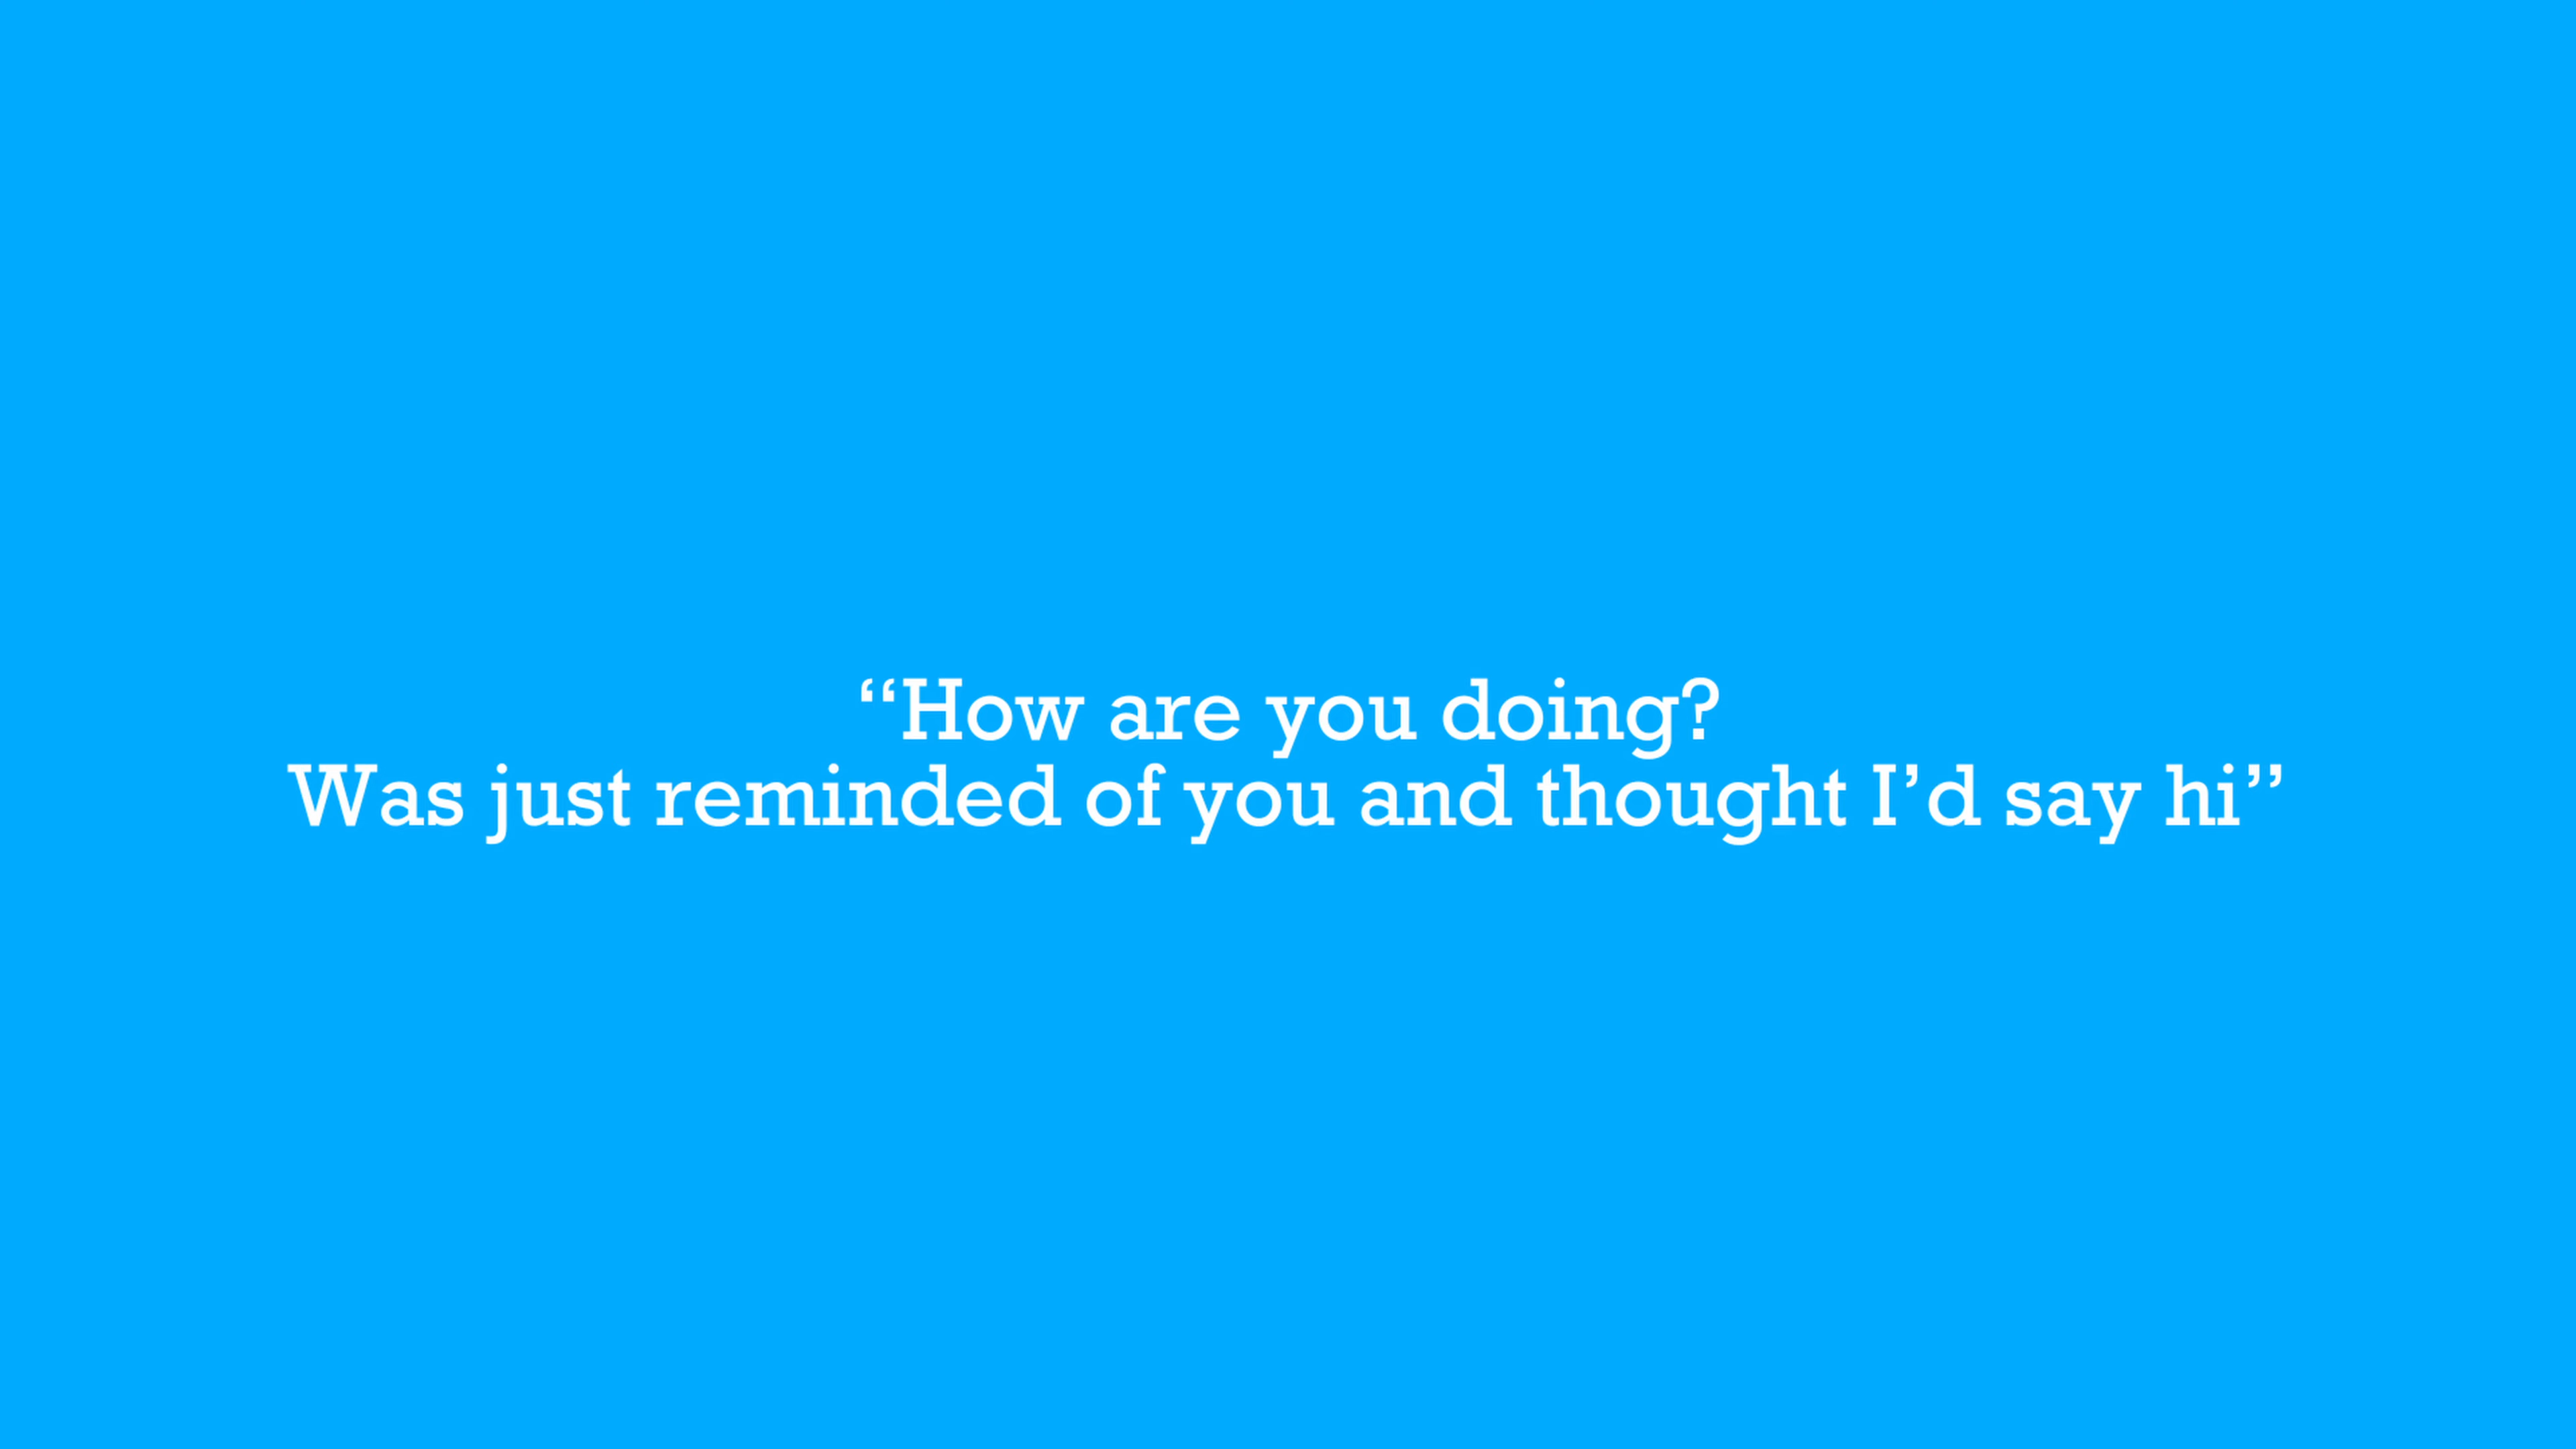 “How are you doing?
Was just reminded of you and thought I’d say hi”